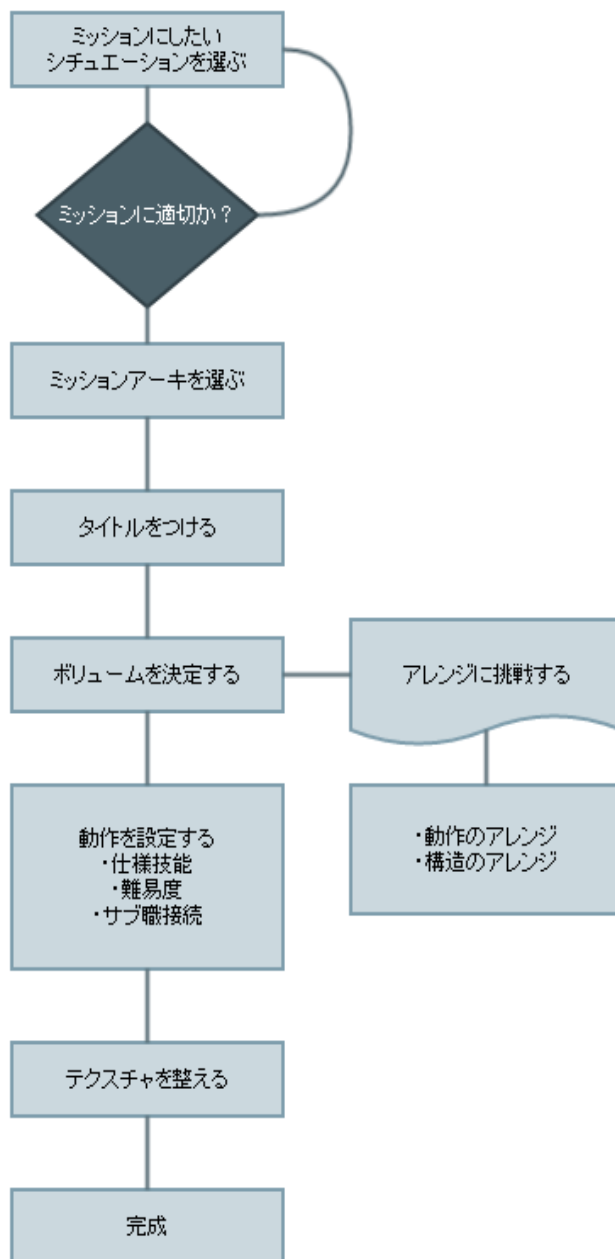 ミッションにしたい
シチュエーションを選ぶ
ミッションに適切か？
ミッションアーキを選ぶ
タイトルをつける
ボリュームを決定する
アレンジに挑戦する
動作を設定する
・仕様技能
・難易度
・サブ職接続
・動作のアレンジ
・構造のアレンジ
テクスチャを整える
完成